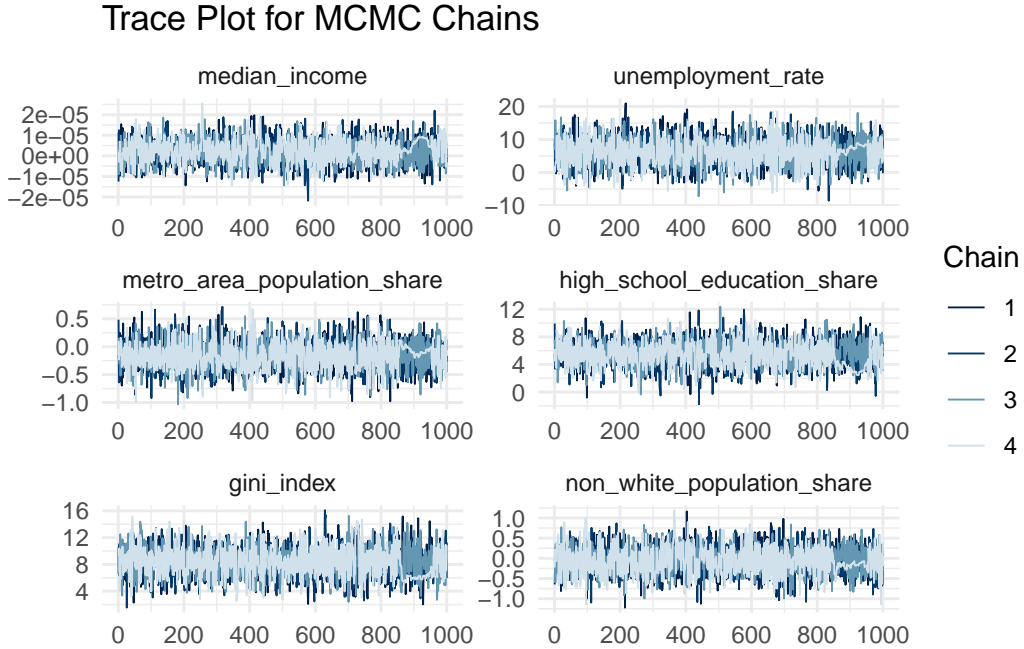 Trace Plot for MCMC Chains
median_income
2e−05
1e−05
0e+00
−1e−05
−2e−05
0 200 400 600 800 1000
unemployment_rate
20
10
0
−10
0 200 400 600 800 1000
metro_area_population_share
0.5
0.0
−0.5
−1.0
0 200 400 600 800 1000
high_school_education_share
12
8
4
0
0 200 400 600 800 1000
gini_index
16
12
8
4
0 200 400 600 800 1000
non_white_population_share
1.0
0.5
0.0
−0.5
−1.0
0 200 400 600 800 1000
Chain
1
2
3
4